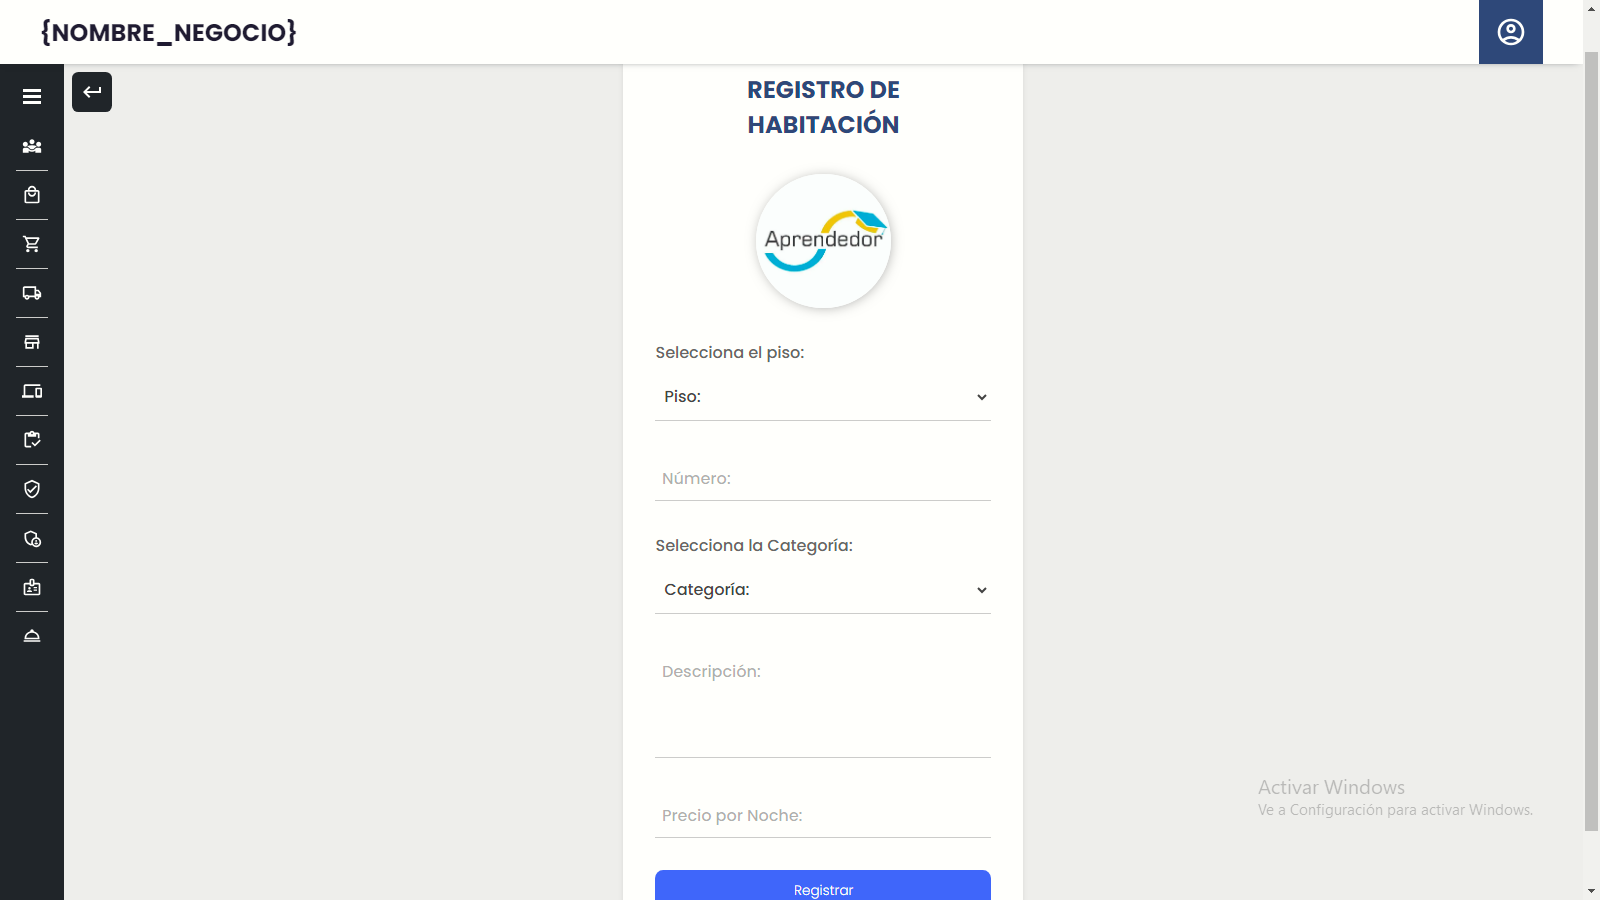 {NOMBRE_NEGOCIO}
REGISTRO DE
HABITACIÓN
Aprendedor
Selecciona el piso:
Piso:
Número:
Selecciona la Categoría:
Categoría:
Descripción:
Precio por Noche:
Registrar
Activar Windows
Ve a Configuración para activar Windows.